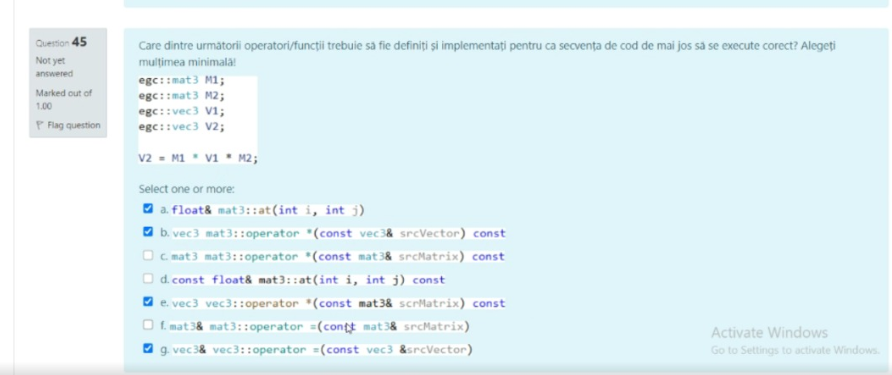 Question 45
Not yet
answered
Marked out of
1.00
Flag question
Care dintre următorii operatori/funcții trebuie să fie definiți și implementați pentru ca secvența de cod de mai jos să se execute corect? Alegeți
mulțimea minimală!
egc::mat3 M1;
egc::mat3 M2;
egc::vec3 V1;
egc::vec3 V2;
V2 = M1 * V1 * M2;
Select one or more:
a. float& mat3::at(int i, int j)
b. vec3 mat3::operator *(const vec3& srcVector) const
c. mat3 mat3::operator *(const mat3& srcMatrix) const
d. const float& mat3::at(int i, int j) const
e. vec3 vec3::operator *(const mat3& scrMatrix) const
f. mat3& mat3::operator =(const mat3& srcMatrix)
g. vec3& vec3::operator =(const vec3 &srcVector)
Activate Windows
Go to Settings to activate Windows.